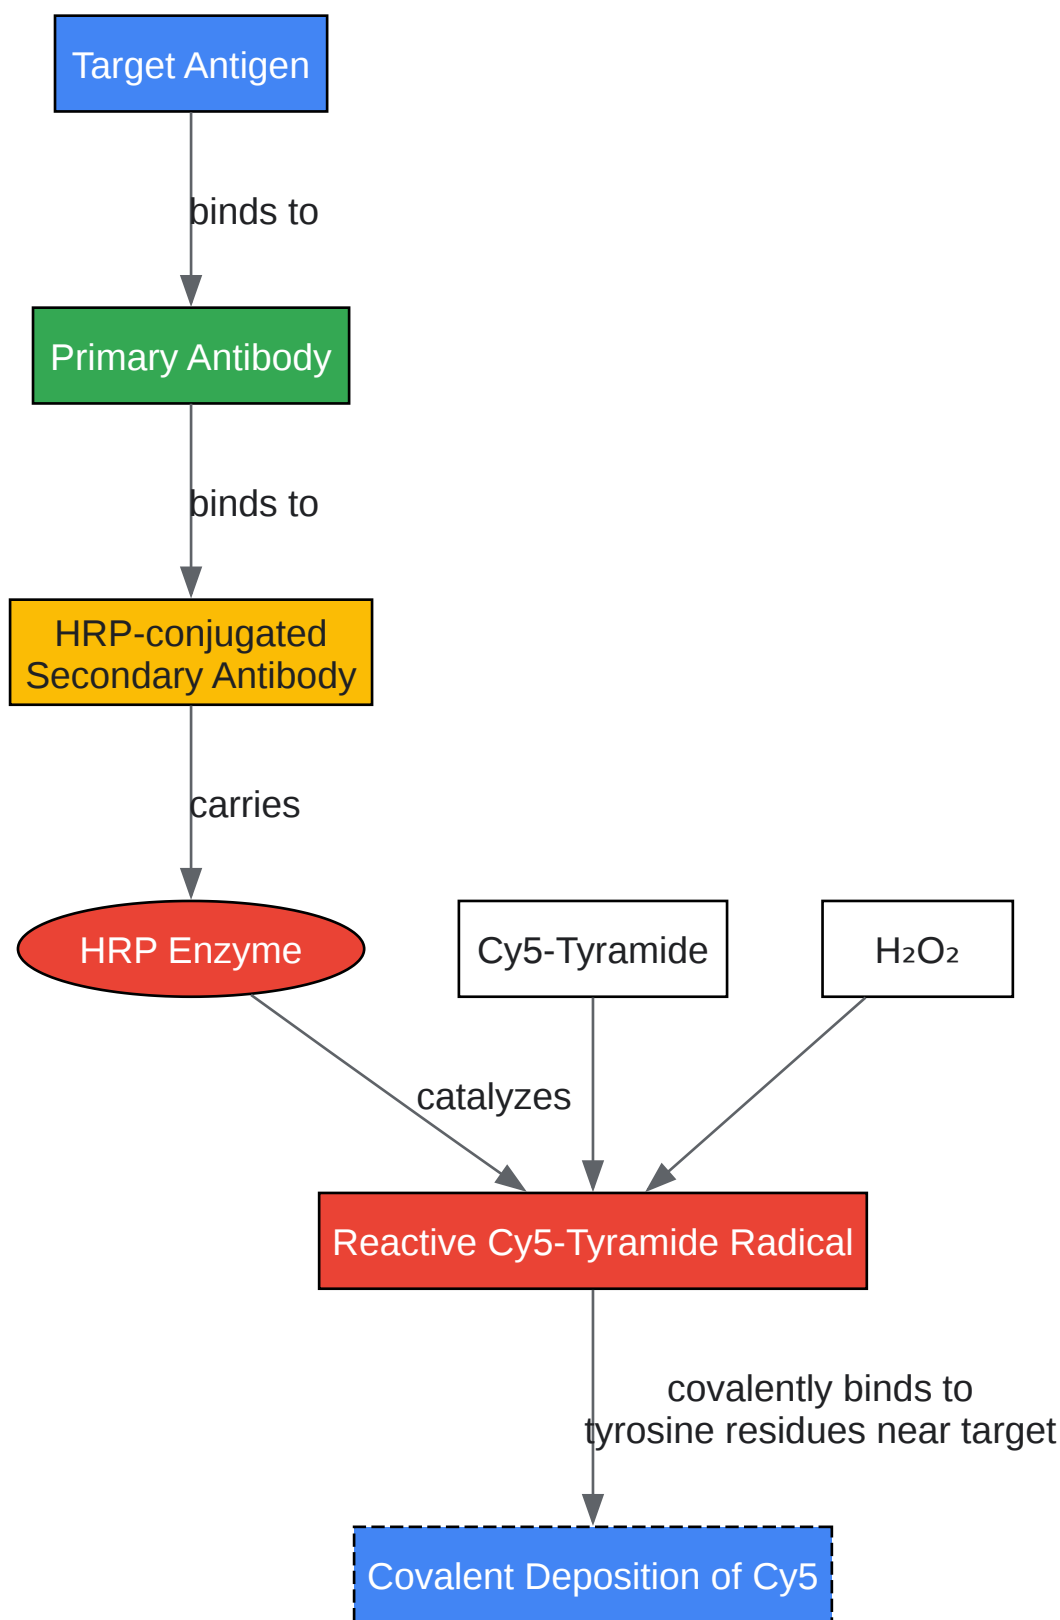 Target Antigen
binds to
Primary Antibody
binds to
HRP-conjugated
Secondary Antibody
carries
HRP Enzyme
Cy5-Tyramide
H₂O₂
catalyzes
Reactive Cy5-Tyramide Radical
covalently binds to
tyrosine residues near target
Covalent Deposition of Cy5